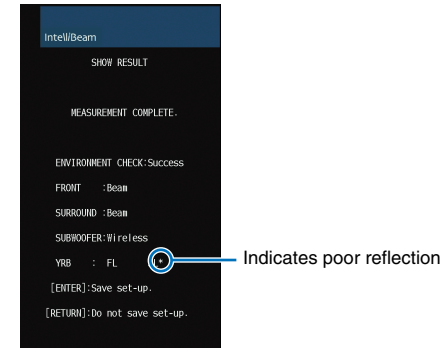 IntelliBeam
SHOW RESULT
MEASUREMENT COMPLETE.
ENVIRONMENT CHECK:Success
FRONT :Beam
SURROUND :Beam
SUBWOOFER:Wireless
YRB : FL *
Indicates poor reflection
[ENTER]:Save set-up.
[RETURN]:Do not save set-up.